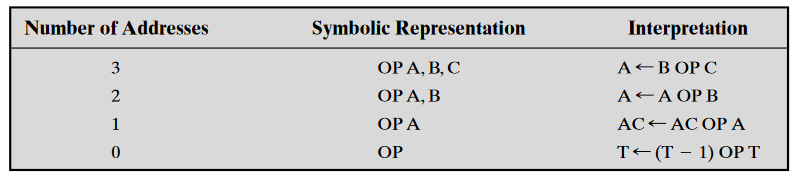 Number of Addresses Symbolic Representation Interpretation
3 OP A, B, C A ← B OP C
2 OP A, B A ← A OP B
1 OP A AC ← AC OP A
0 OP T ← (T − 1) OP T